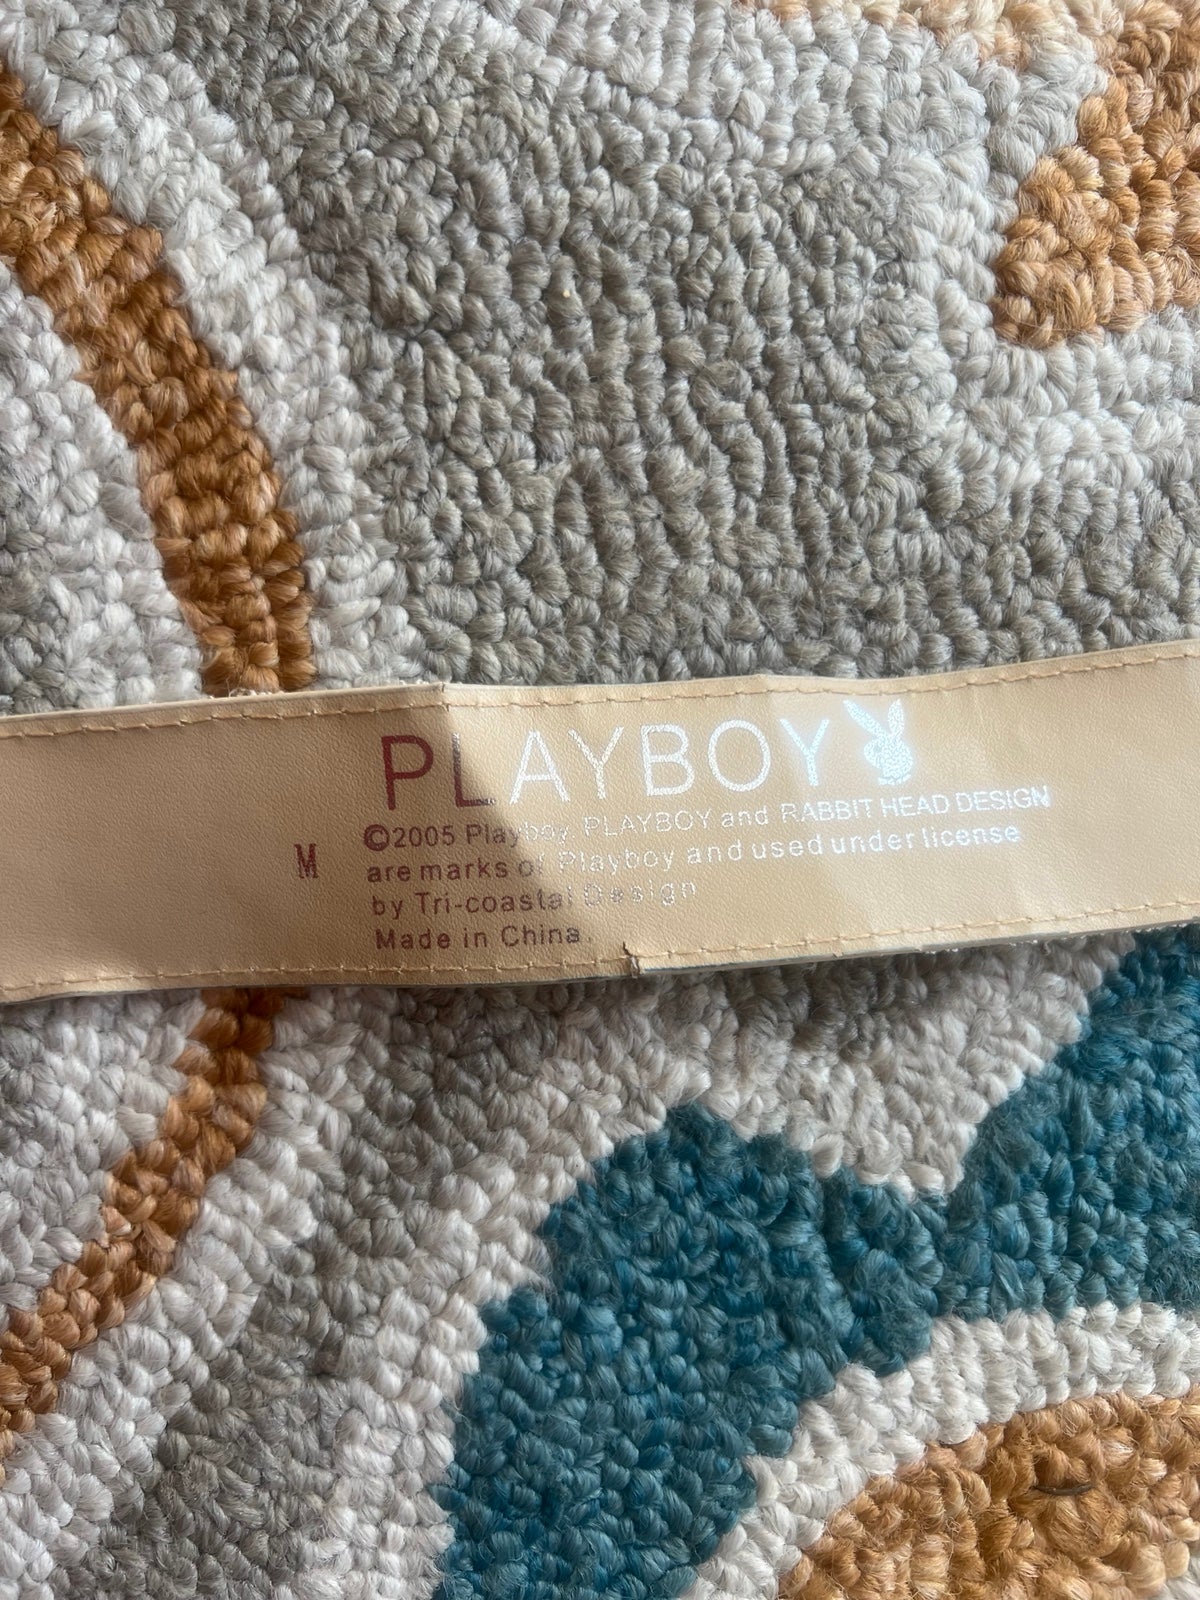 PLAYBOY
©2005 Playboy. PLAYBOY and RABBIT HEAD DESIGN
are marks of Playboy and used under license
by Tri-coastal Design
Made in China.
M